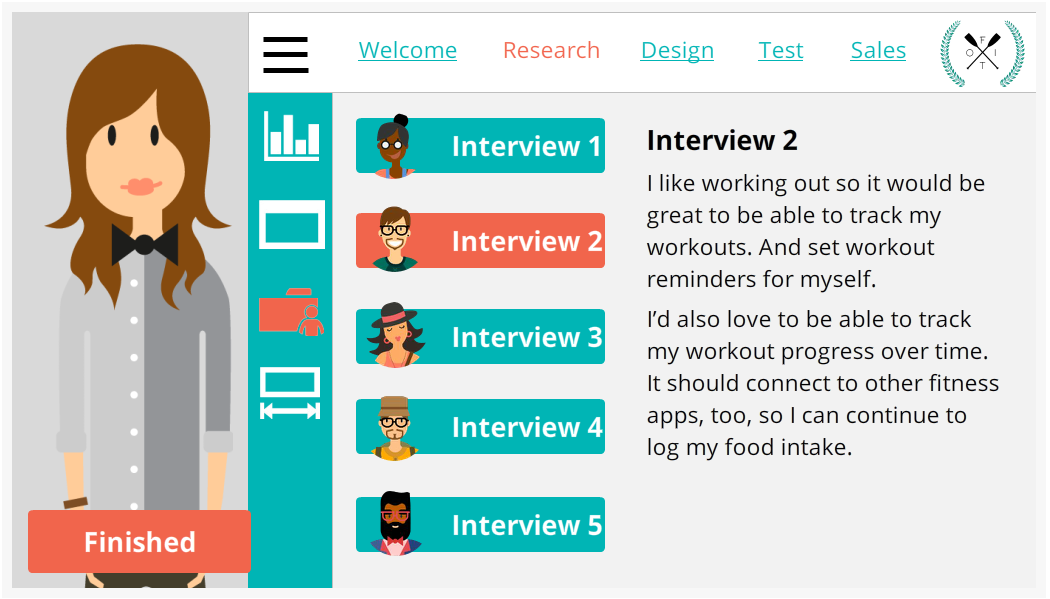 Welcome
Research
Design
Test
Sales
F
O I
T
Interview 1
Interview 2
Interview 3
Interview 4
Interview 5
Interview 2
I like working out so it would be
great to be able to track my
workouts. And set workout
reminders for myself.
I’d also love to be able to track
my workout progress over time.
It should connect to other fitness
apps, too, so I can continue to
log my food intake.
Finished